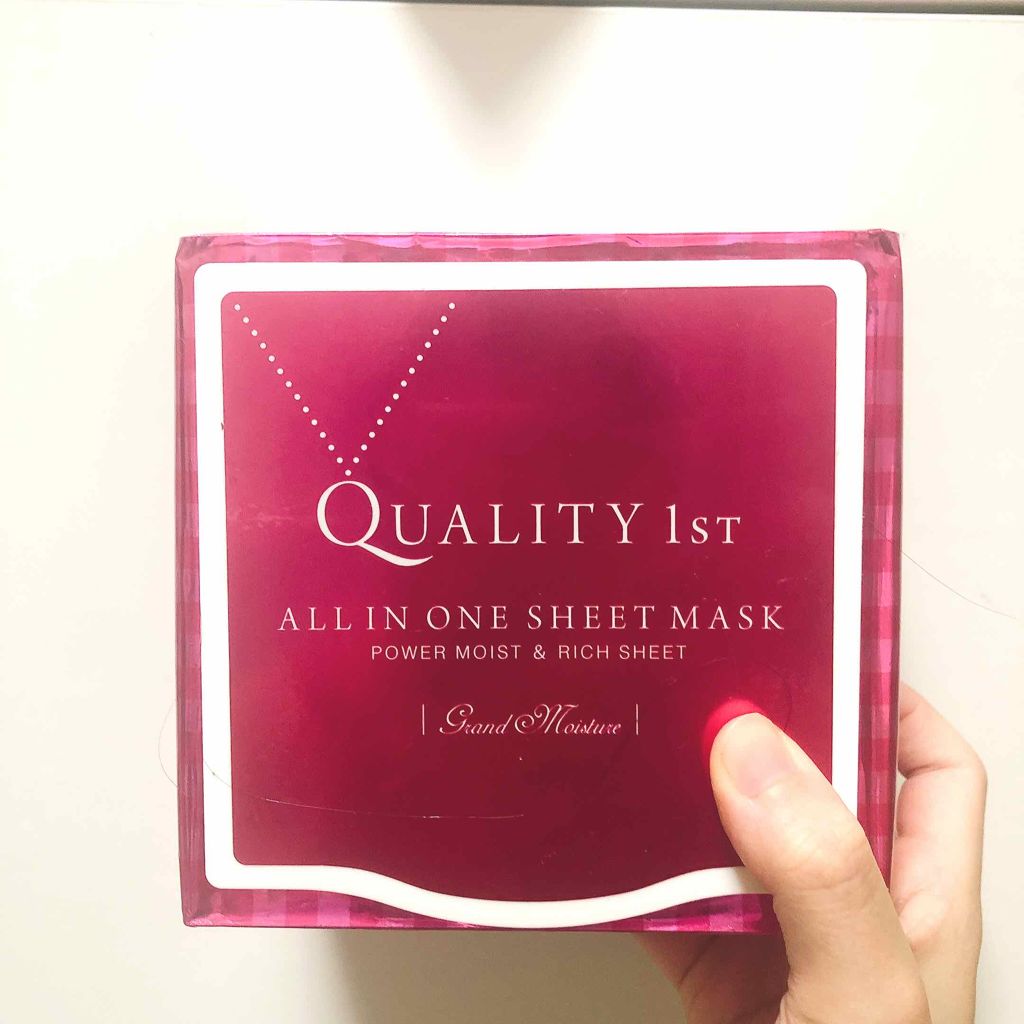 QUALITY 1ST
ALL IN ONE SHEET MASK
POWER MOIST & RICH SHEET
Grand Moisture